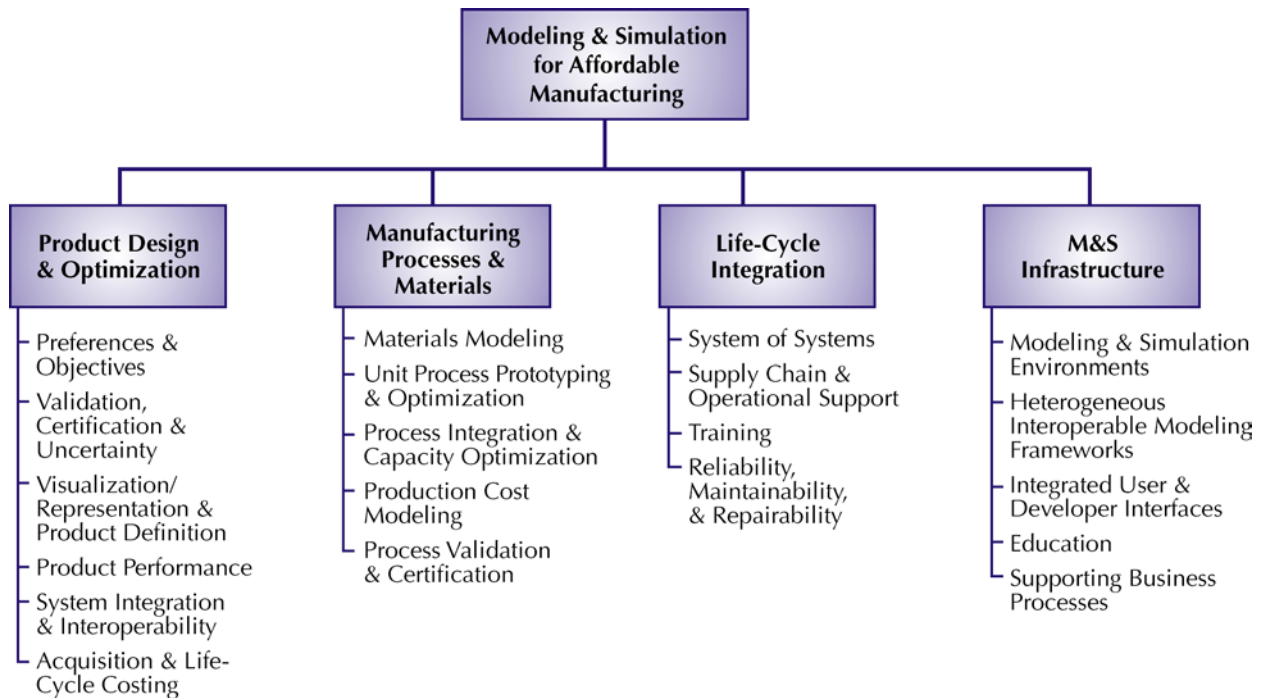 Modeling & Simulation
for Affordable
Manufacturing
Product Design
& Optimization
Preferences &
Objectives
Validation,
Certification &
Uncertainty
Visualization/
Representation &
Product Definition
Product Performance
System Integration
& Interoperability
Acquisition & Life-
Cycle Costing
Manufacturing
Processes &
Materials
Materials Modeling
Unit Process Prototyping
& Optimization
Process Integration &
Capacity Optimization
Production Cost
Modeling
Process Validation
& Certification
Life-Cycle
Integration
System of Systems
Supply Chain &
Operational Support
Training
Reliability,
Maintainability,
& Repairability
M&S
Infrastructure
Modeling & Simulation
Environments
Heterogeneous
Interoperable Modeling
Frameworks
Integrated User &
Developer Interfaces
Education
Supporting Business
Processes